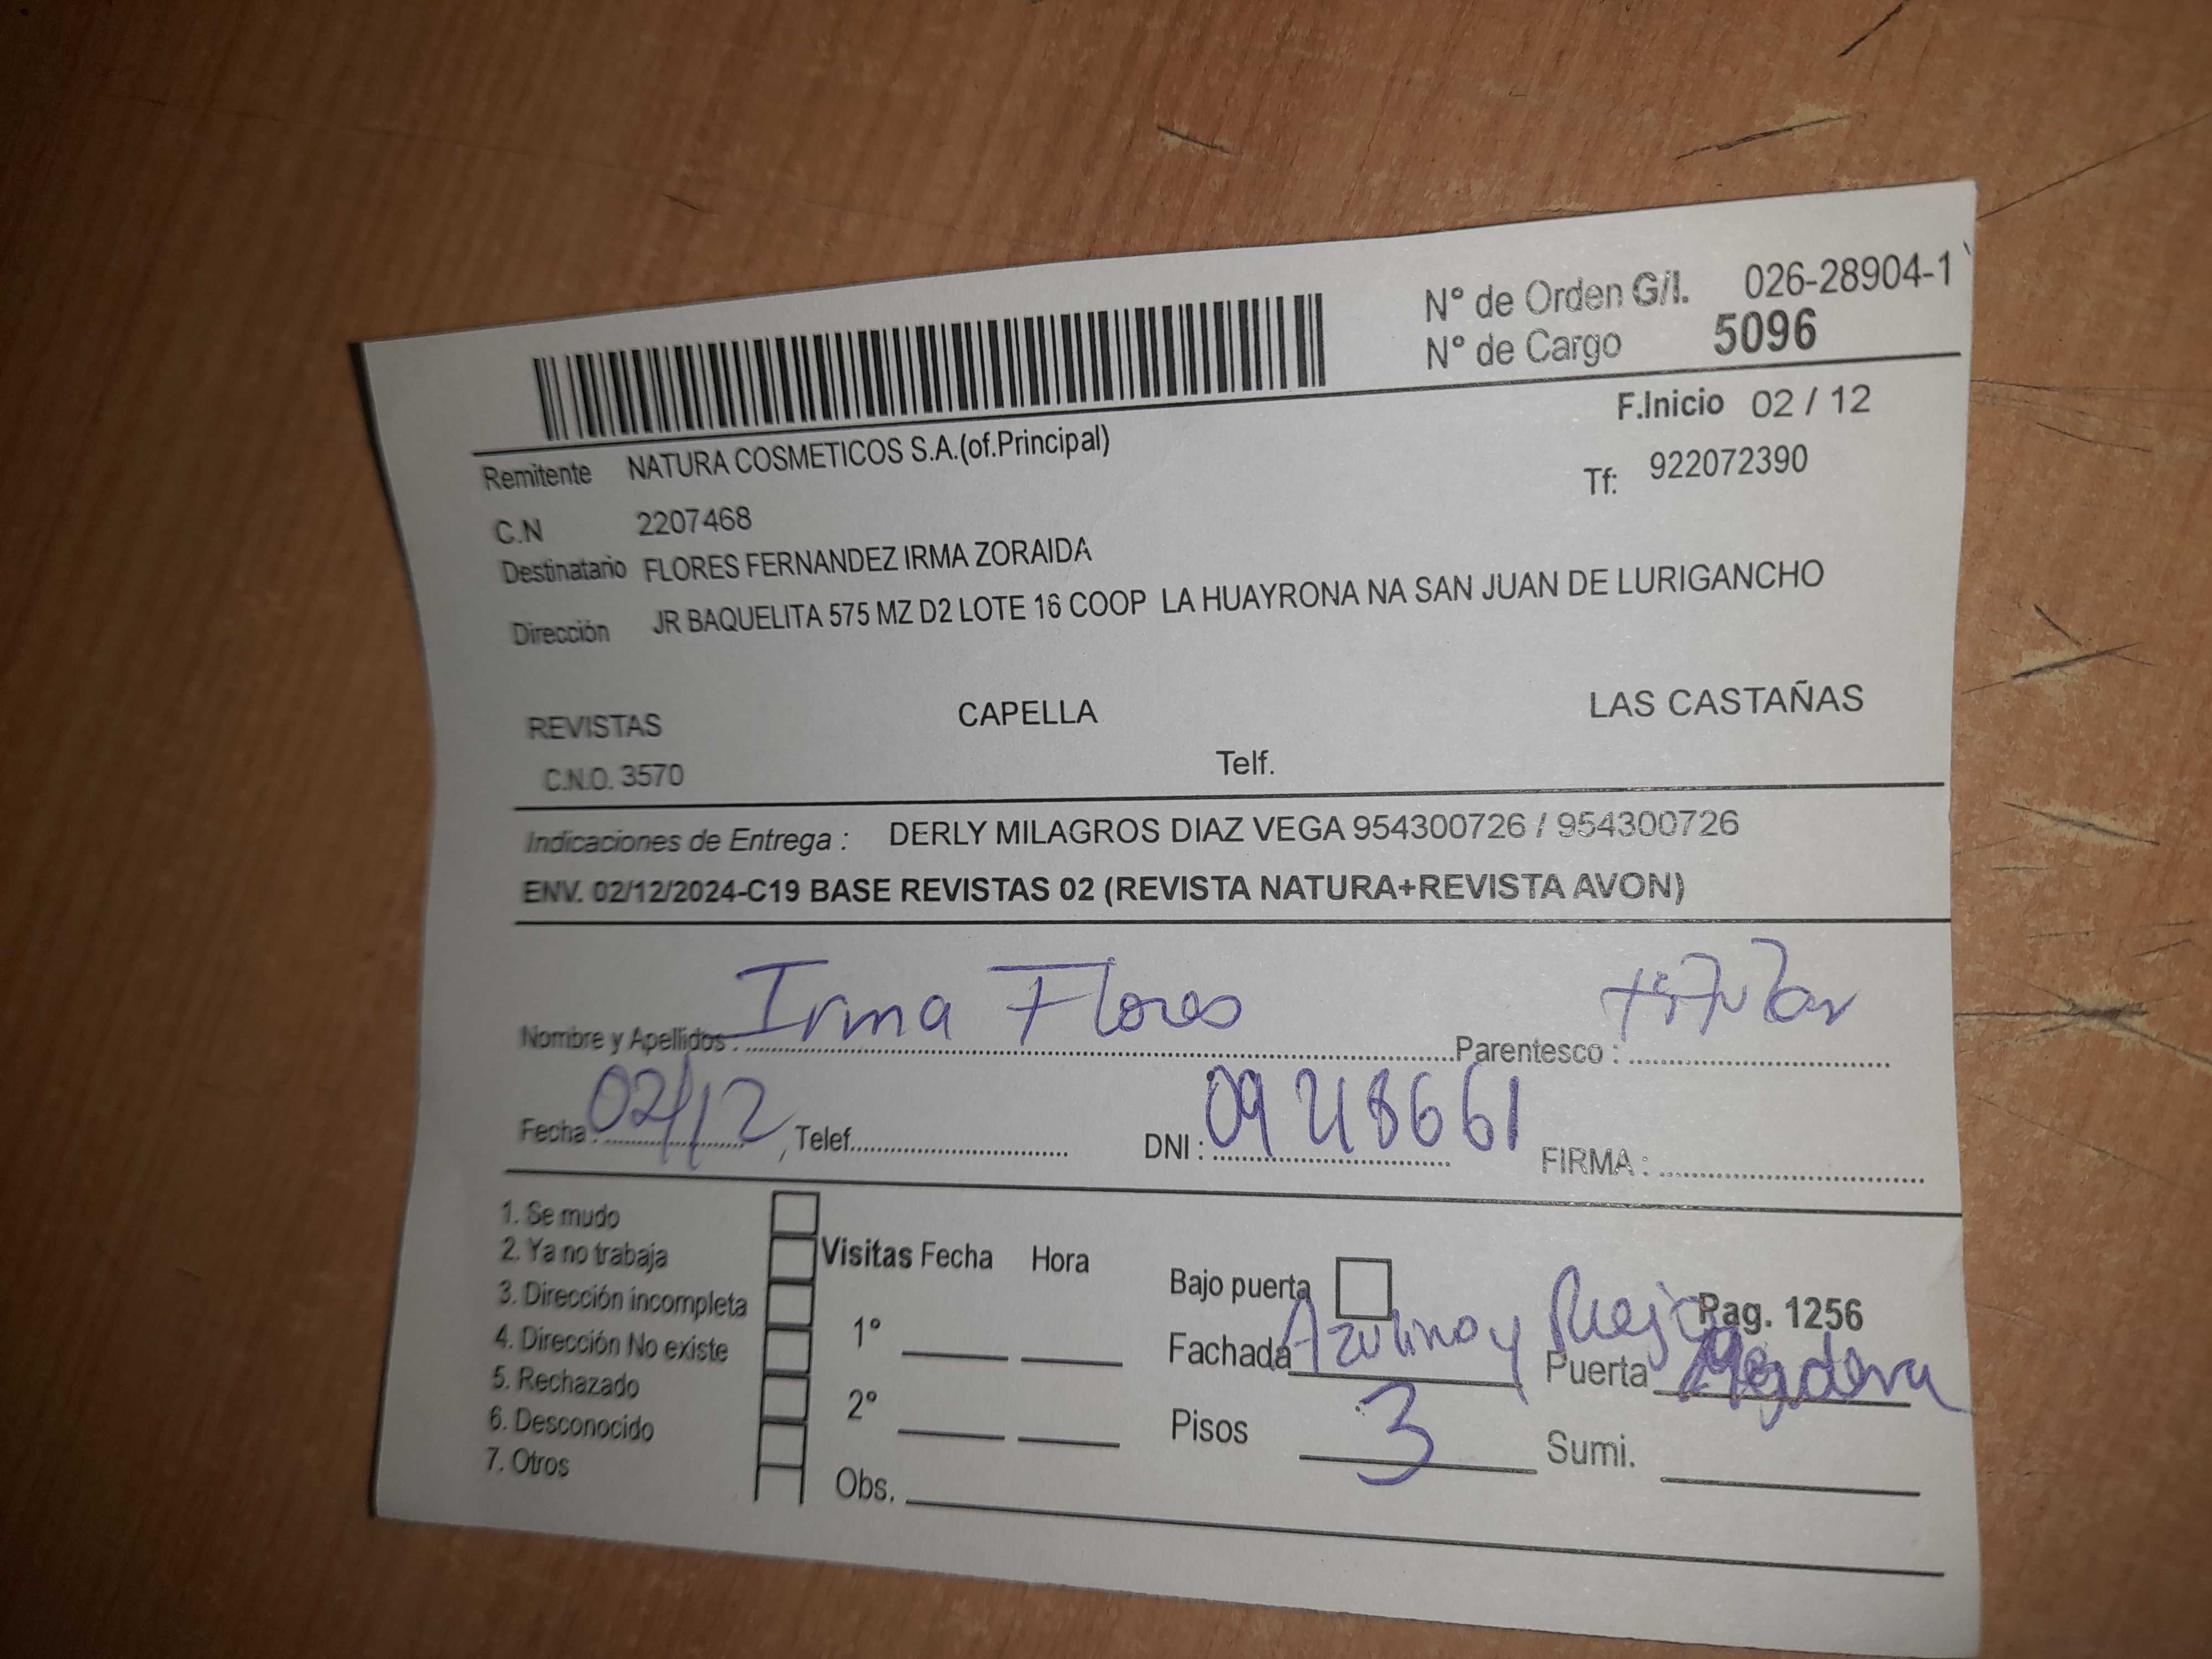 N° de Orden G/I. 026-28904-1
N° de Cargo 5096
F.Inicio 02 / 12
Remitente NATURA COSMETICOS S.A.(of.Principal)
Tf: 922072390
C.N 2207468
Destinatario FLORES FERNANDEZ IRMA ZORAIDA
Dirección JR BAQUELITA 575 MZ D2 LOTE 16 COOP LA HUAYRONA NA SAN JUAN DE LURIGANCHO
REVISTAS CAPELLA LAS CASTAÑAS
C.N.O. 3570 Telf.
Indicaciones de Entrega : DERLY MILAGROS DIAZ VEGA 954300726 / 954300726
ENV. 02/12/2024-C19 BASE REVISTAS 02 (REVISTA NATURA+REVISTA AVON)
Nombre y Apellidos : Irma Flores Parentesco : titular
Fecha : 02/12 Telef. DNI : FIRMA :
1. Se mudo
2. Ya no trabaja
3. Dirección incompleta
4. Dirección No existe
5. Rechazado
6. Desconocido
7. Otros
Visitas Fecha Hora
1°
2°
Obs.
Bajo puerta Pag. 1256
Fachada Azulino y Puerta
Pisos 3 Sumi.